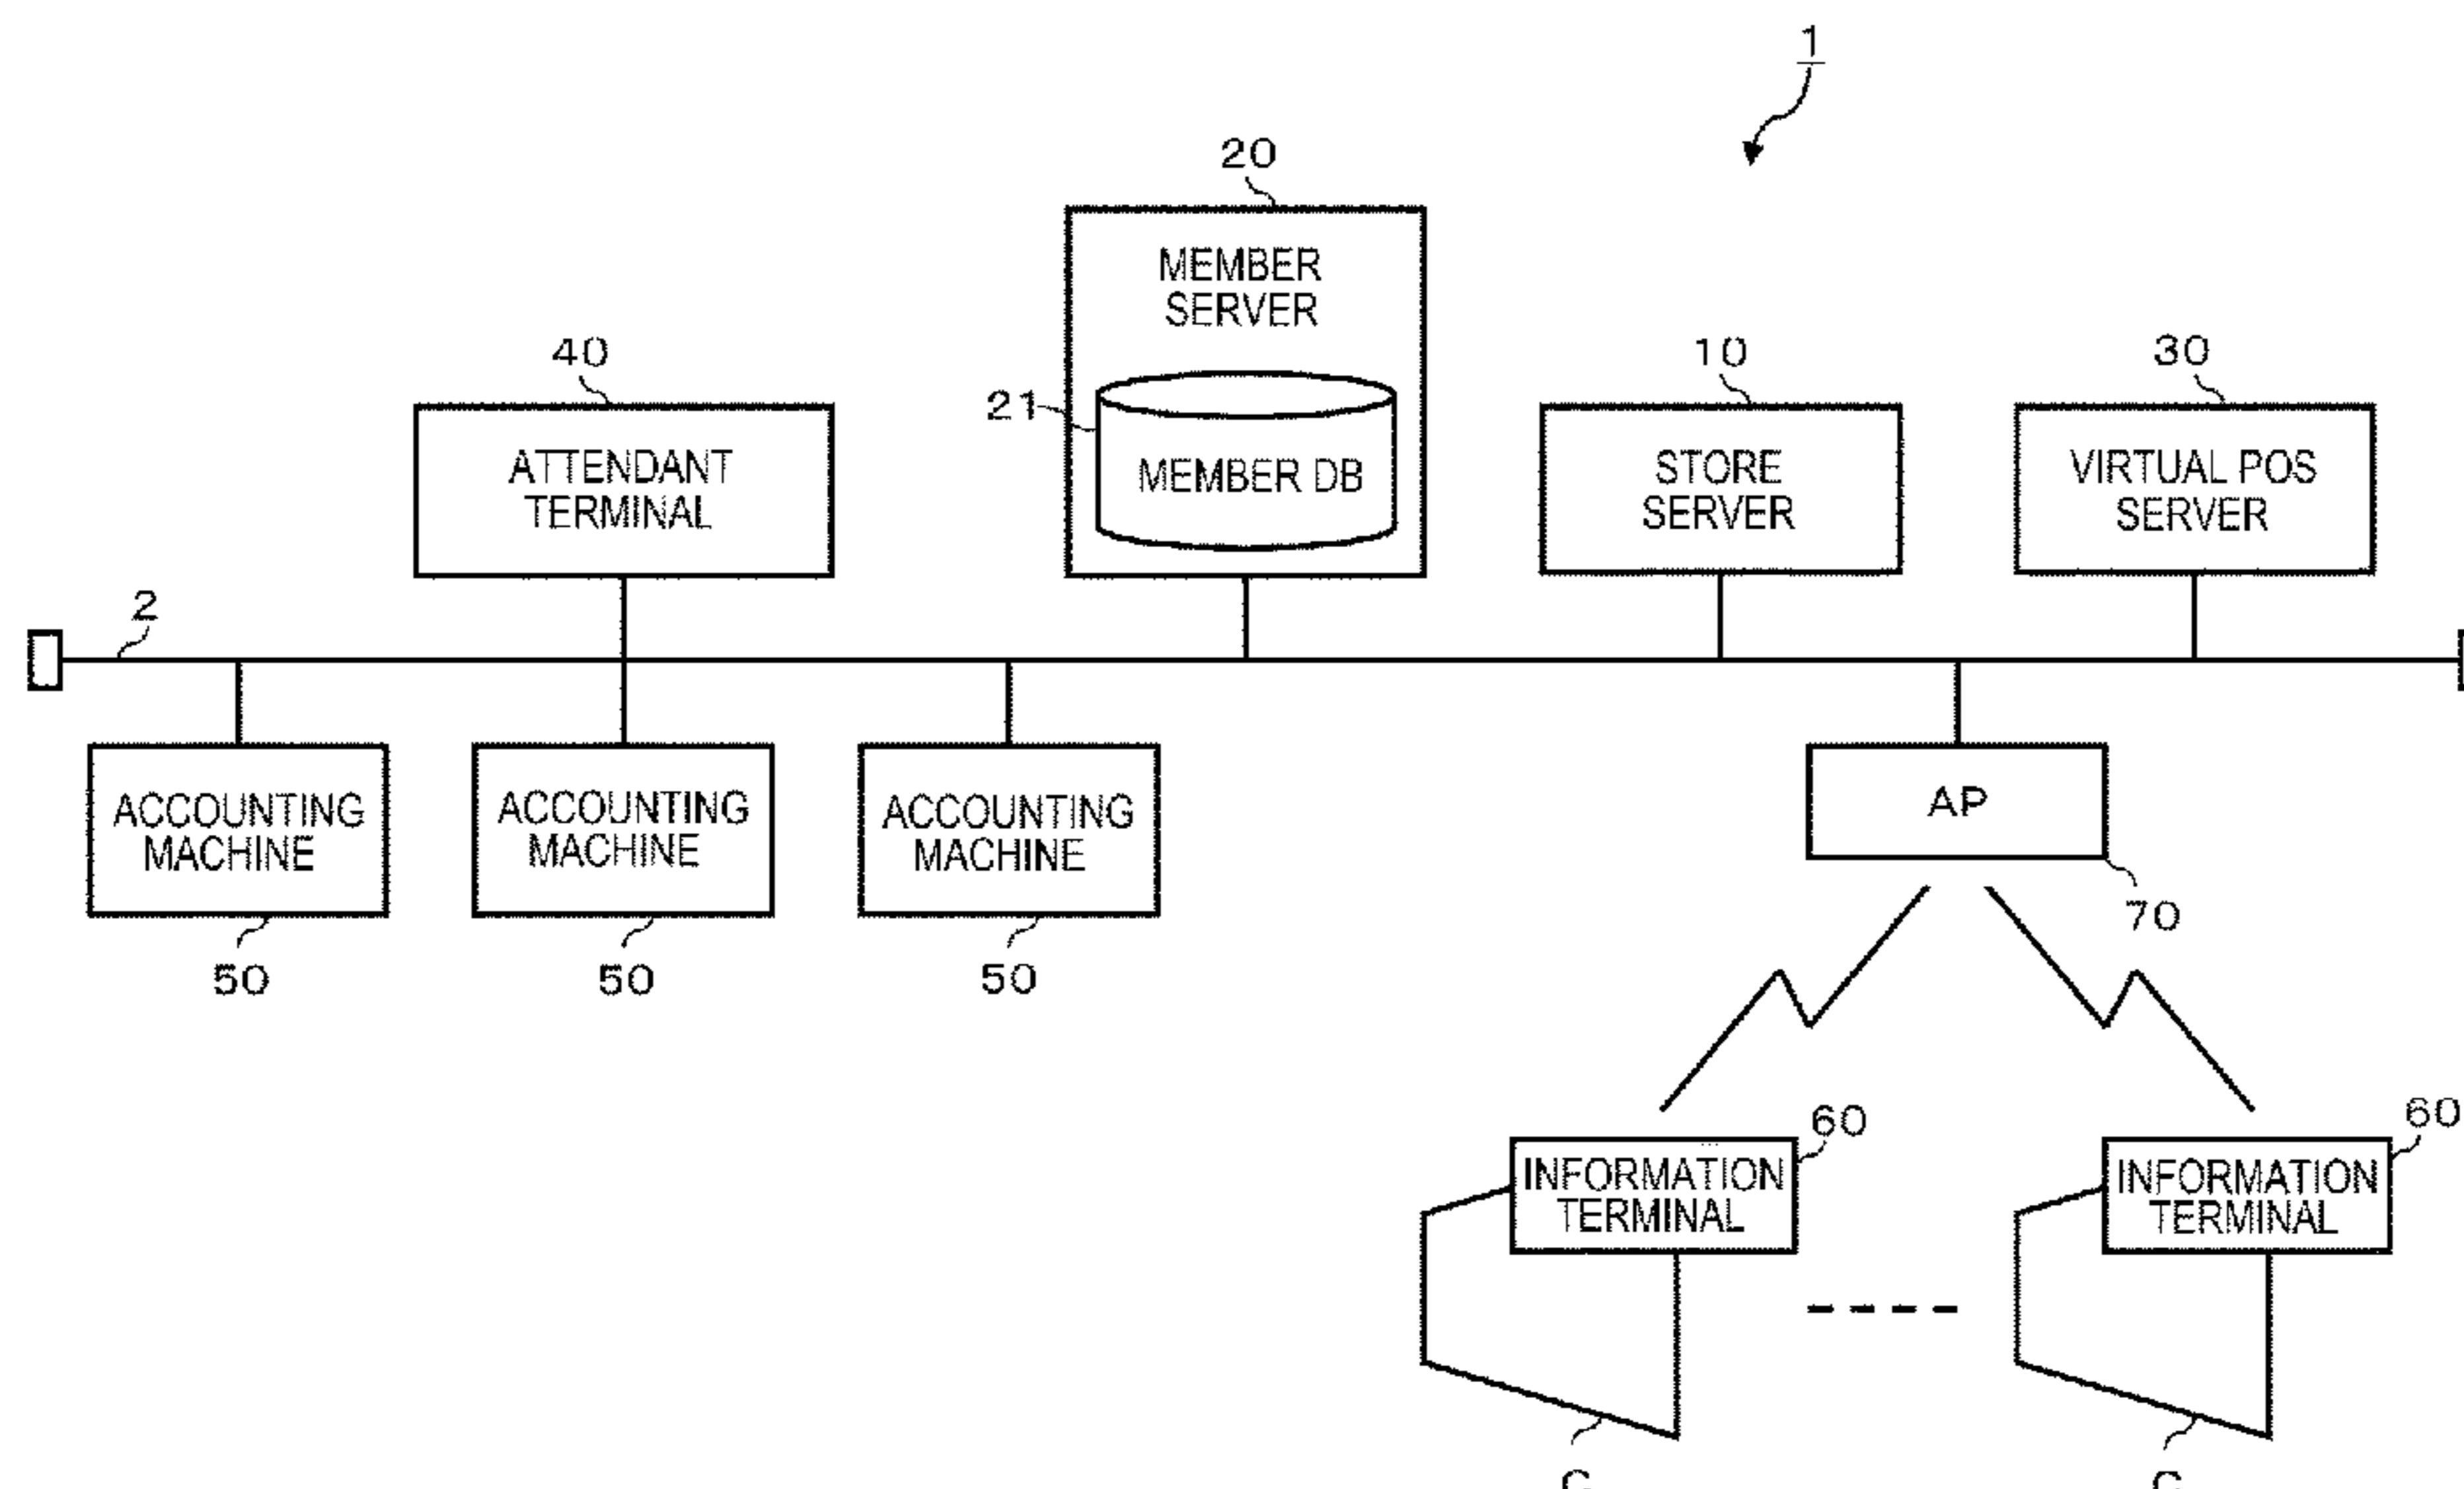 1
20
MEMBER
SERVER
21
MEMBER DB
40
ATTENDANT
TERMINAL
10
STORE
SERVER
30
VIRTUAL POS
SERVER
2
ACCOUNTING
MACHINE
50
ACCOUNTING
MACHINE
50
ACCOUNTING
MACHINE
50
AP
70
INFORMATION
TERMINAL
60
INFORMATION
TERMINAL
60
C
C